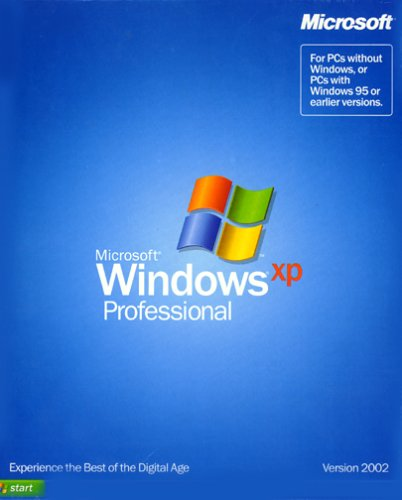 Microsoft®
For PCs without
Windows, or
PCs with
Windows 95 or
earlier versions.
Microsoft®
Windows xp™
Professional
Experience the Best of the Digital Age
Version 2002
start